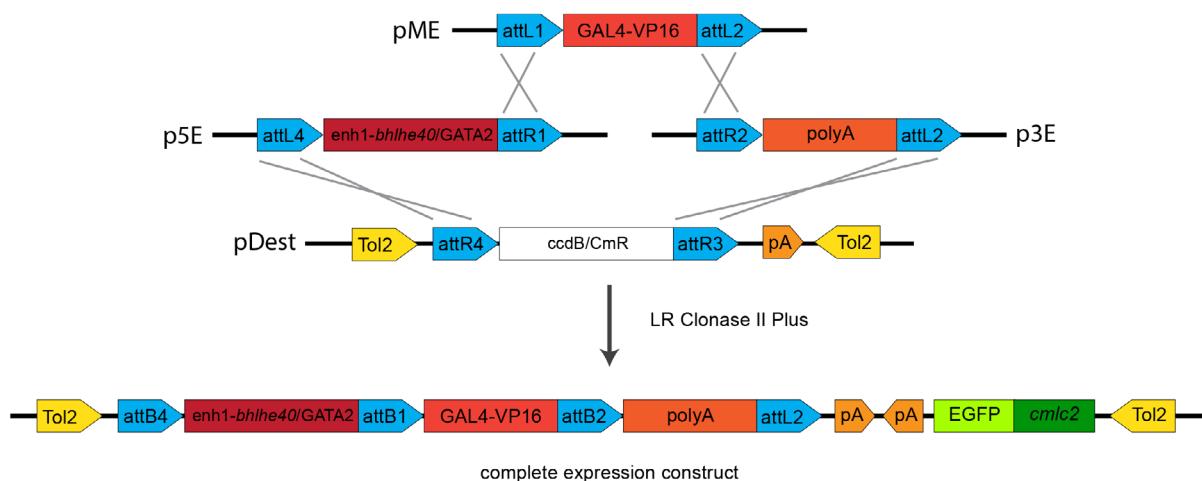 pME attL1 GAL4-VP16 attL2
p5E attL4 enh1-bhlhe40/GATA2 attR1 attR2 polyA attL2 p3E
pDest Tol2 attR4 ccdB/CmR attR3 pA Tol2
LR Clonase II Plus
Tol2 attB4 enh1-bhlhe40/GATA2 attB1 GAL4-VP16 attB2 polyA attL2 pA pA EGFP cmlc2 Tol2
complete expression construct